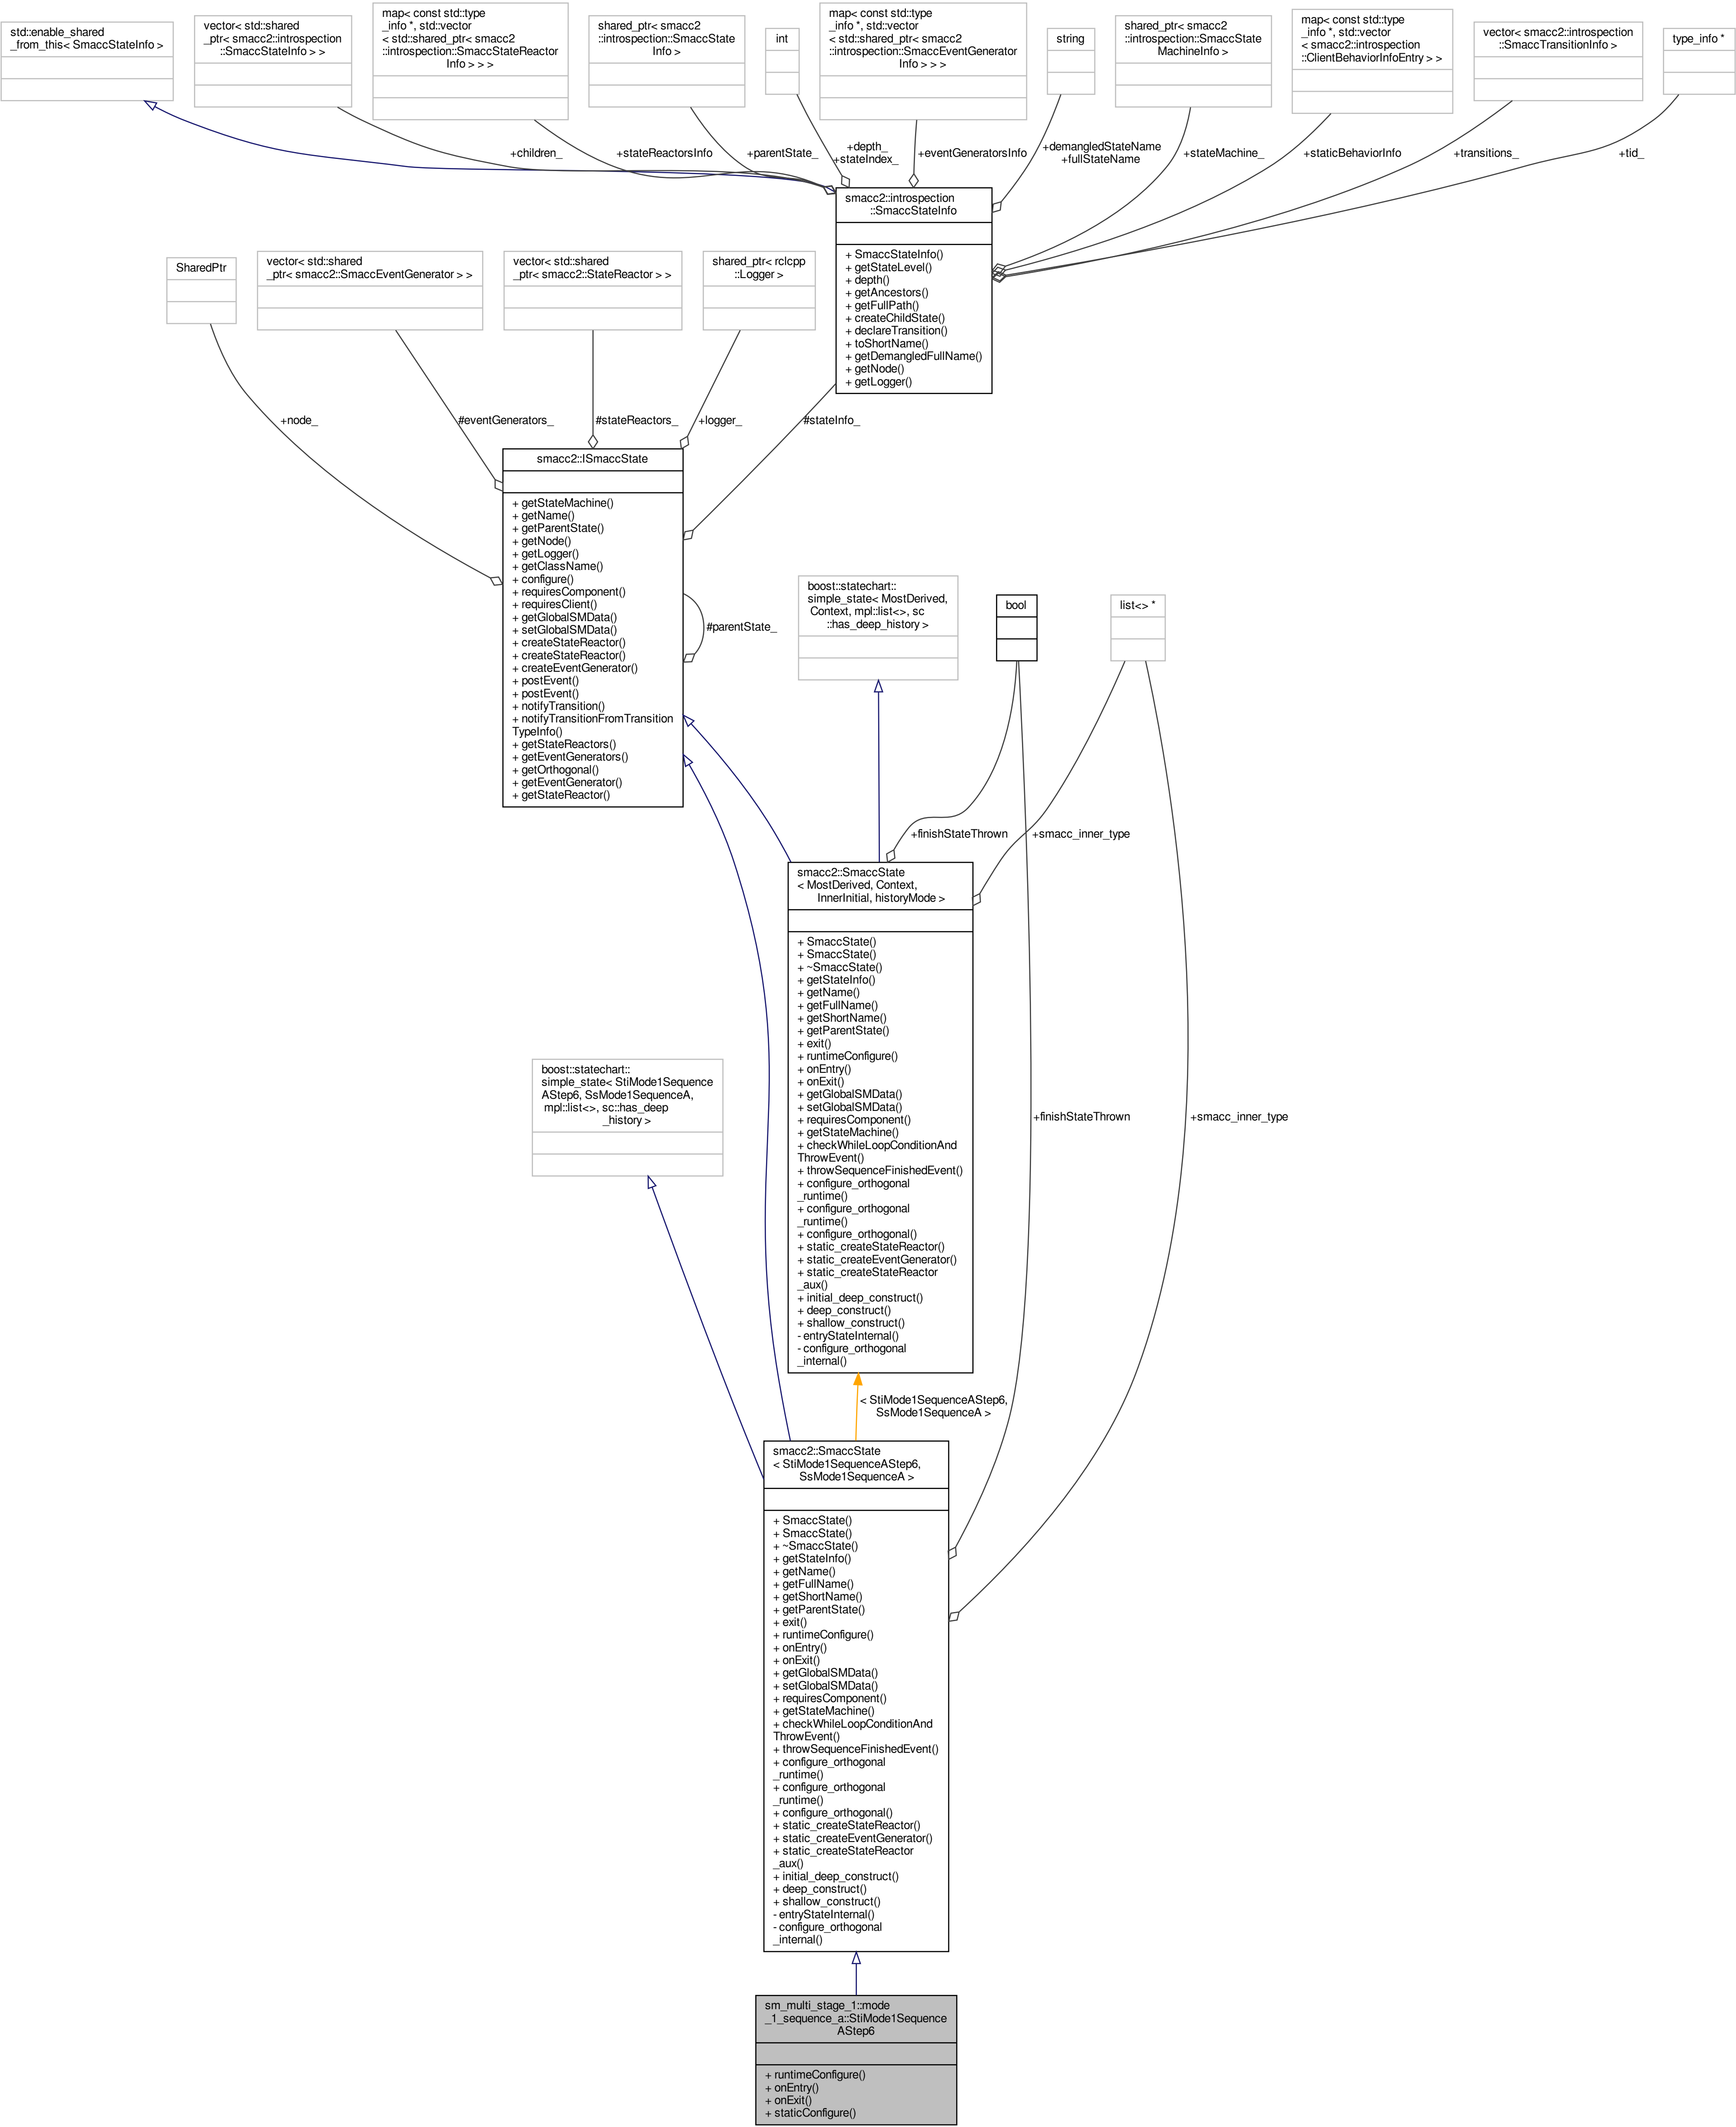 std::enable_shared
_from_this< SmaccStateInfo >
vector< std::shared
_ptr< smacc2::introspection
::SmaccStateInfo > >
map< const std::type
_info *, std::vector
< std::shared_ptr< smacc2
::introspection::SmaccStateReactor
Info > > >
shared_ptr< smacc2
::introspection::SmaccState
Info >
int
map< const std::type
_info *, std::vector
< std::shared_ptr< smacc2
::introspection::SmaccEventGenerator
Info > > >
string
shared_ptr< smacc2
::introspection::SmaccState
MachineInfo >
map< const std::type
_info *, std::vector
< smacc2::introspection
::ClientBehaviorInfoEntry > >
vector< smacc2::introspection
::SmaccTransitionInfo >
type_info *
+children_
+stateReactorsInfo
+parentState_
+depth_
+stateIndex_
+eventGeneratorsInfo
+demangledStateName
+fullStateName
+stateMachine_
+staticBehaviorInfo
+transitions_
+tid_
smacc2::introspection
::SmaccStateInfo
+ SmaccStateInfo()
+ getStateLevel()
+ depth()
+ getAncestors()
+ getFullPath()
+ createChildState()
+ declareTransition()
+ toShortName()
+ getDemangledFullName()
+ getNode()
+ getLogger()
SharedPtr
vector< std::shared
_ptr< smacc2::SmaccEventGenerator > >
vector< std::shared
_ptr< smacc2::StateReactor > >
shared_ptr< rclcpp
::Logger >
+node_
#eventGenerators_
#stateReactors_
+logger_
#stateInfo_
smacc2::ISmaccState
+ getStateMachine()
+ getName()
+ getParentState()
+ getNode()
+ getLogger()
+ getClassName()
+ configure()
+ requiresComponent()
+ requiresClient()
+ getGlobalSMData()
+ setGlobalSMData()
+ createStateReactor()
+ createStateReactor()
+ createEventGenerator()
+ postEvent()
+ postEvent()
+ notifyTransition()
+ notifyTransitionFromTransition
TypeInfo()
+ getStateReactors()
+ getEventGenerators()
+ getOrthogonal()
+ getEventGenerator()
+ getStateReactor()
#parentState_
boost::statechart::
simple_state< MostDerived,
Context, mpl::list<>, sc
::has_deep_history >
bool
list<> *
+finishStateThrown
+smacc_inner_type
smacc2::SmaccState
< MostDerived, Context,
InnerInitial, historyMode >
+ SmaccState()
+ SmaccState()
+ ~SmaccState()
+ getStateInfo()
+ getName()
+ getFullName()
+ getShortName()
+ getParentState()
+ exit()
+ runtimeConfigure()
+ onEntry()
+ onExit()
+ getGlobalSMData()
+ setGlobalSMData()
+ requiresComponent()
+ getStateMachine()
+ checkWhileLoopConditionAnd
ThrowEvent()
+ throwSequenceFinishedEvent()
+ configure_orthogonal
_runtime()
+ configure_orthogonal
_runtime()
+ configure_orthogonal()
+ static_createStateReactor()
+ static_createEventGenerator()
+ static_createStateReactor
_aux()
+ initial_deep_construct()
+ deep_construct()
+ shallow_construct()
- entryStateInternal()
- configure_orthogonal
_internal()
boost::statechart::
simple_state< StiMode1Sequence
AStep6, SsMode1SequenceA,
mpl::list<>, sc::has_deep
_history >
+finishStateThrown
+smacc_inner_type
< StiMode1SequenceAStep6,
SsMode1SequenceA >
smacc2::SmaccState
< StiMode1SequenceAStep6,
SsMode1SequenceA >
+ SmaccState()
+ SmaccState()
+ ~SmaccState()
+ getStateInfo()
+ getName()
+ getFullName()
+ getShortName()
+ getParentState()
+ exit()
+ runtimeConfigure()
+ onEntry()
+ onExit()
+ getGlobalSMData()
+ setGlobalSMData()
+ requiresComponent()
+ getStateMachine()
+ checkWhileLoopConditionAnd
ThrowEvent()
+ throwSequenceFinishedEvent()
+ configure_orthogonal
_runtime()
+ configure_orthogonal
_runtime()
+ configure_orthogonal()
+ static_createStateReactor()
+ static_createEventGenerator()
+ static_createStateReactor
_aux()
+ initial_deep_construct()
+ deep_construct()
+ shallow_construct()
- entryStateInternal()
- configure_orthogonal
_internal()
sm_multi_stage_1::mode
_1_sequence_a::StiMode1Sequence
AStep6
+ runtimeConfigure()
+ onEntry()
+ onExit()
+ staticConfigure()